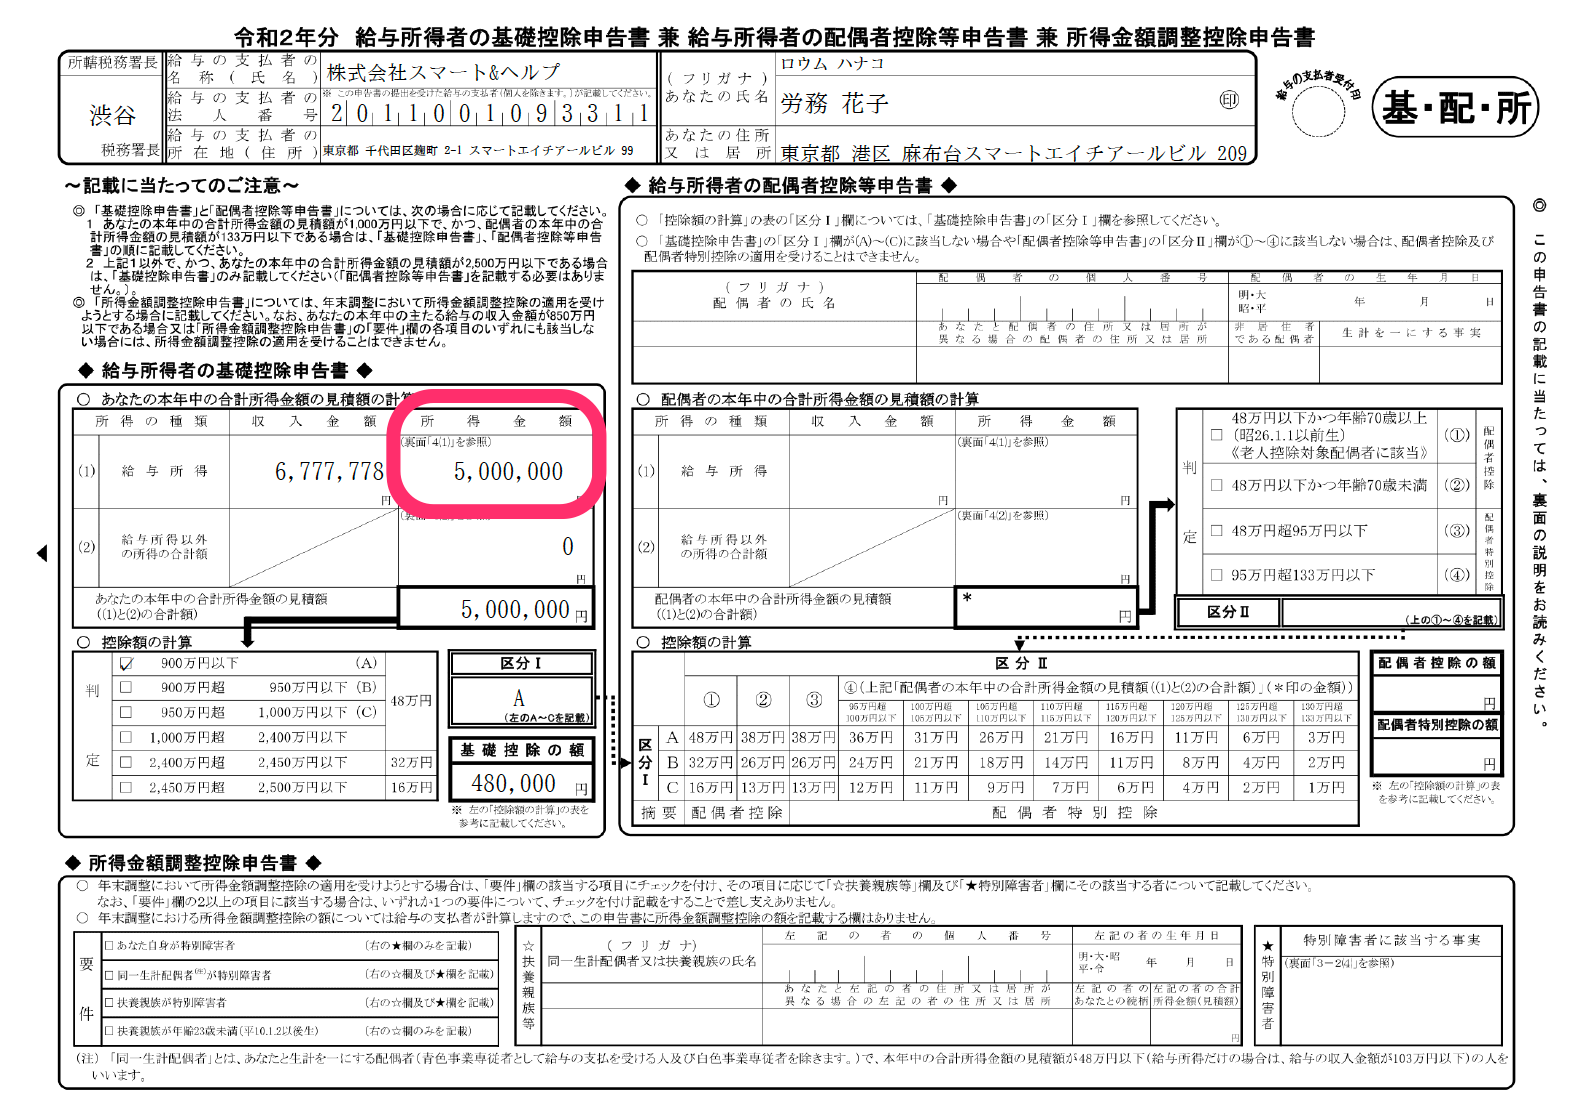 令和2年分 給与所得者の基礎控除申告書 兼 給与所得者の配偶者控除等申告書 兼 所得金額調整控除申告書
所轄税務署長
渋谷
税務署長
給与の支払者の名称(氏名)
株式会社スマート&ヘルプ
給与の支払者の法人番号
※ この申告書の提出を受けた給与の支払者(個人を除きます。)が記載してください。
2011001093311
給与の支払者の所在地(住所)
東京都 千代田区麹町 2-1 スマートエイチアールビル 99
(フリガナ)
あなたの氏名
ロウム ハナコ
労務 花子
印
あなたの住所又は居所
東京都 港区 麻布台スマートエイチアールビル 209
給与の支払者受付印
基・配・所
~記載に当たってのご注意~
◎ 「基礎控除申告書」と「配偶者控除等申告書」については、次の場合に応じて記載してください。
1 あなたの本年中の合計所得金額の見積額が1,000万円以下で、かつ、配偶者の本年中の合
計所得金額の見積額が133万円以下である場合は、「基礎控除申告書」、「配偶者控除等申告
書」の順に記載してください。
2 上記1以外で、かつ、あなたの本年中の合計所得金額の見積額が2,500万円以下である場合
は、「基礎控除申告書」のみ記載してください(「配偶者控除等申告書」を記載する必要はありま
せん。)。
◎ 「所得金額調整控除申告書」については、年末調整において所得金額調整控除の適用を受け
ようとする場合に記載してください。なお、あなたの本年中の主たる給与の収入金額が850万円
以下である場合又は「所得金額調整控除申告書」の「要件」欄の各項目のいずれにも該当しな
い場合には、所得金額調整控除の適用を受けることはできません。
◆ 給与所得者の基礎控除申告書 ◆
○ あなたの本年中の合計所得金額の見積額の計算
所得の種類 収入金額 所得金額
(1) 給与所得 6,777,778 円 (裏面「4(1)」を参照) 5,000,000
(2) 給与所得以外の所得の合計額 0 円
あなたの本年中の合計所得金額の見積額
((1)と(2)の合計額)
5,000,000 円
○ 控除額の計算
判定
☑ 900万円以下 (A)
□ 900万円超 950万円以下 (B)
□ 950万円超 1,000万円以下 (C)
□ 1,000万円超 2,400万円以下
48万円
□ 2,400万円超 2,450万円以下 32万円
□ 2,450万円超 2,500万円以下 16万円
区分Ⅰ
A
(左のA~Cを記載)
基礎控除の額
480,000 円
※ 左の「控除額の計算」の表を
参考に記載してください。
◆ 給与所得者の配偶者控除等申告書 ◆
○ 「控除額の計算」の表の「区分Ⅰ」欄については、「基礎控除申告書」の「区分Ⅰ」欄を参照してください。
○ 「基礎控除申告書」の「区分Ⅰ」欄が(A)~(C)に該当しない場合や「配偶者控除等申告書」の「区分Ⅱ」欄が①~④に該当しない場合は、配偶者控除及び
配偶者特別控除の適用を受けることはできません。
(フリガナ)
配偶者の氏名
配偶者の個人番号
配偶者の生年月日
明・大
昭・平
年 月 日
あなたと配偶者の住所又は居所が
異なる場合の配偶者の住所又は居所
非居住者
である配偶者
生計を一にする事実
○ 配偶者の本年中の合計所得金額の見積額の計算
所得の種類 収入金額 所得金額
(1) 給与所得 円 (裏面「4(1)」を参照) 円
(2) 給与所得以外の所得の合計額 (裏面「4(2)」を参照) 円
配偶者の本年中の合計所得金額の見積額
((1)と(2)の合計額)
* 円
判定
□ 48万円以下かつ年齢70歳以上
(昭26.1.1以前生)
《老人控除対象配偶者に該当》
(①)
□ 48万円以下かつ年齢70歳未満 (②)
配偶者控除
□ 48万円超95万円以下 (③)
□ 95万円超133万円以下 (④)
配偶者特別控除
区分Ⅱ
(上の①~④を記載)
○ 控除額の計算
区分Ⅱ
① ② ③
④(上記「配偶者の本年中の合計所得金額の見積額((1)と(2)の合計額)」(*印の金額))
95万円超100万円以下 100万円超105万円以下 105万円超110万円以下 110万円超115万円以下 115万円超120万円以下 120万円超125万円以下 125万円超130万円以下 130万円超133万円以下
区分Ⅰ
A 48万円 38万円 38万円 36万円 31万円 26万円 21万円 16万円 11万円 6万円 3万円
B 32万円 26万円 26万円 24万円 21万円 18万円 14万円 11万円 8万円 4万円 2万円
C 16万円 13万円 13万円 12万円 11万円 9万円 7万円 6万円 4万円 2万円 1万円
摘要 配偶者控除 配偶者特別控除
配偶者控除の額
円
配偶者特別控除の額
円
※ 左の「控除額の計算」の表
を参考に記載してください。
◎ この申告書の記載に当たっては、裏面の説明をお読みください。
◆ 所得金額調整控除申告書 ◆
○ 年末調整において所得金額調整控除の適用を受けようとする場合は、「要件」欄の該当する項目にチェックを付け、その項目に応じて「☆扶養親族等」欄及び「★特別障害者」欄にその該当する者について記載してください。
なお、「要件」欄の2以上の項目に該当する場合は、いずれか1つの要件について、チェックを付け記載をすることで差し支えありません。
○ 年末調整における所得金額調整控除の額については給与の支払者が計算しますので、この申告書に所得金額調整控除の額を記載する欄はありません。
要件
□ あなた自身が特別障害者 (右の★欄のみを記載)
□ 同一生計配偶者(注)が特別障害者 (右の☆欄及び★欄を記載)
□ 扶養親族が特別障害者 (右の☆欄及び★欄を記載)
□ 扶養親族が年齢23歳未満(平10.1.2以後生) (右の☆欄のみを記載)
☆扶養親族等
(フリガナ)
同一生計配偶者又は扶養親族の氏名
左記の者の個人番号
左記の者の生年月日
明・大・昭
平・令
年 月 日
あなたと左記の者の住所又は居所が
異なる場合の左記の者の住所又は居所
左記の者の
あなたとの続柄
左記の者の合計
所得金額(見積額)
円
★特別障害者
特別障害者に該当する事実
(裏面「3-2(4)」を参照)
(注) 「同一生計配偶者」とは、あなたと生計を一にする配偶者(青色事業専従者として給与の支払を受ける人及び白色事業専従者を除きます。)で、本年中の合計所得金額の見積額が48万円以下(給与所得だけの場合は、給与の収入金額が103万円以下)の人を
いいます。